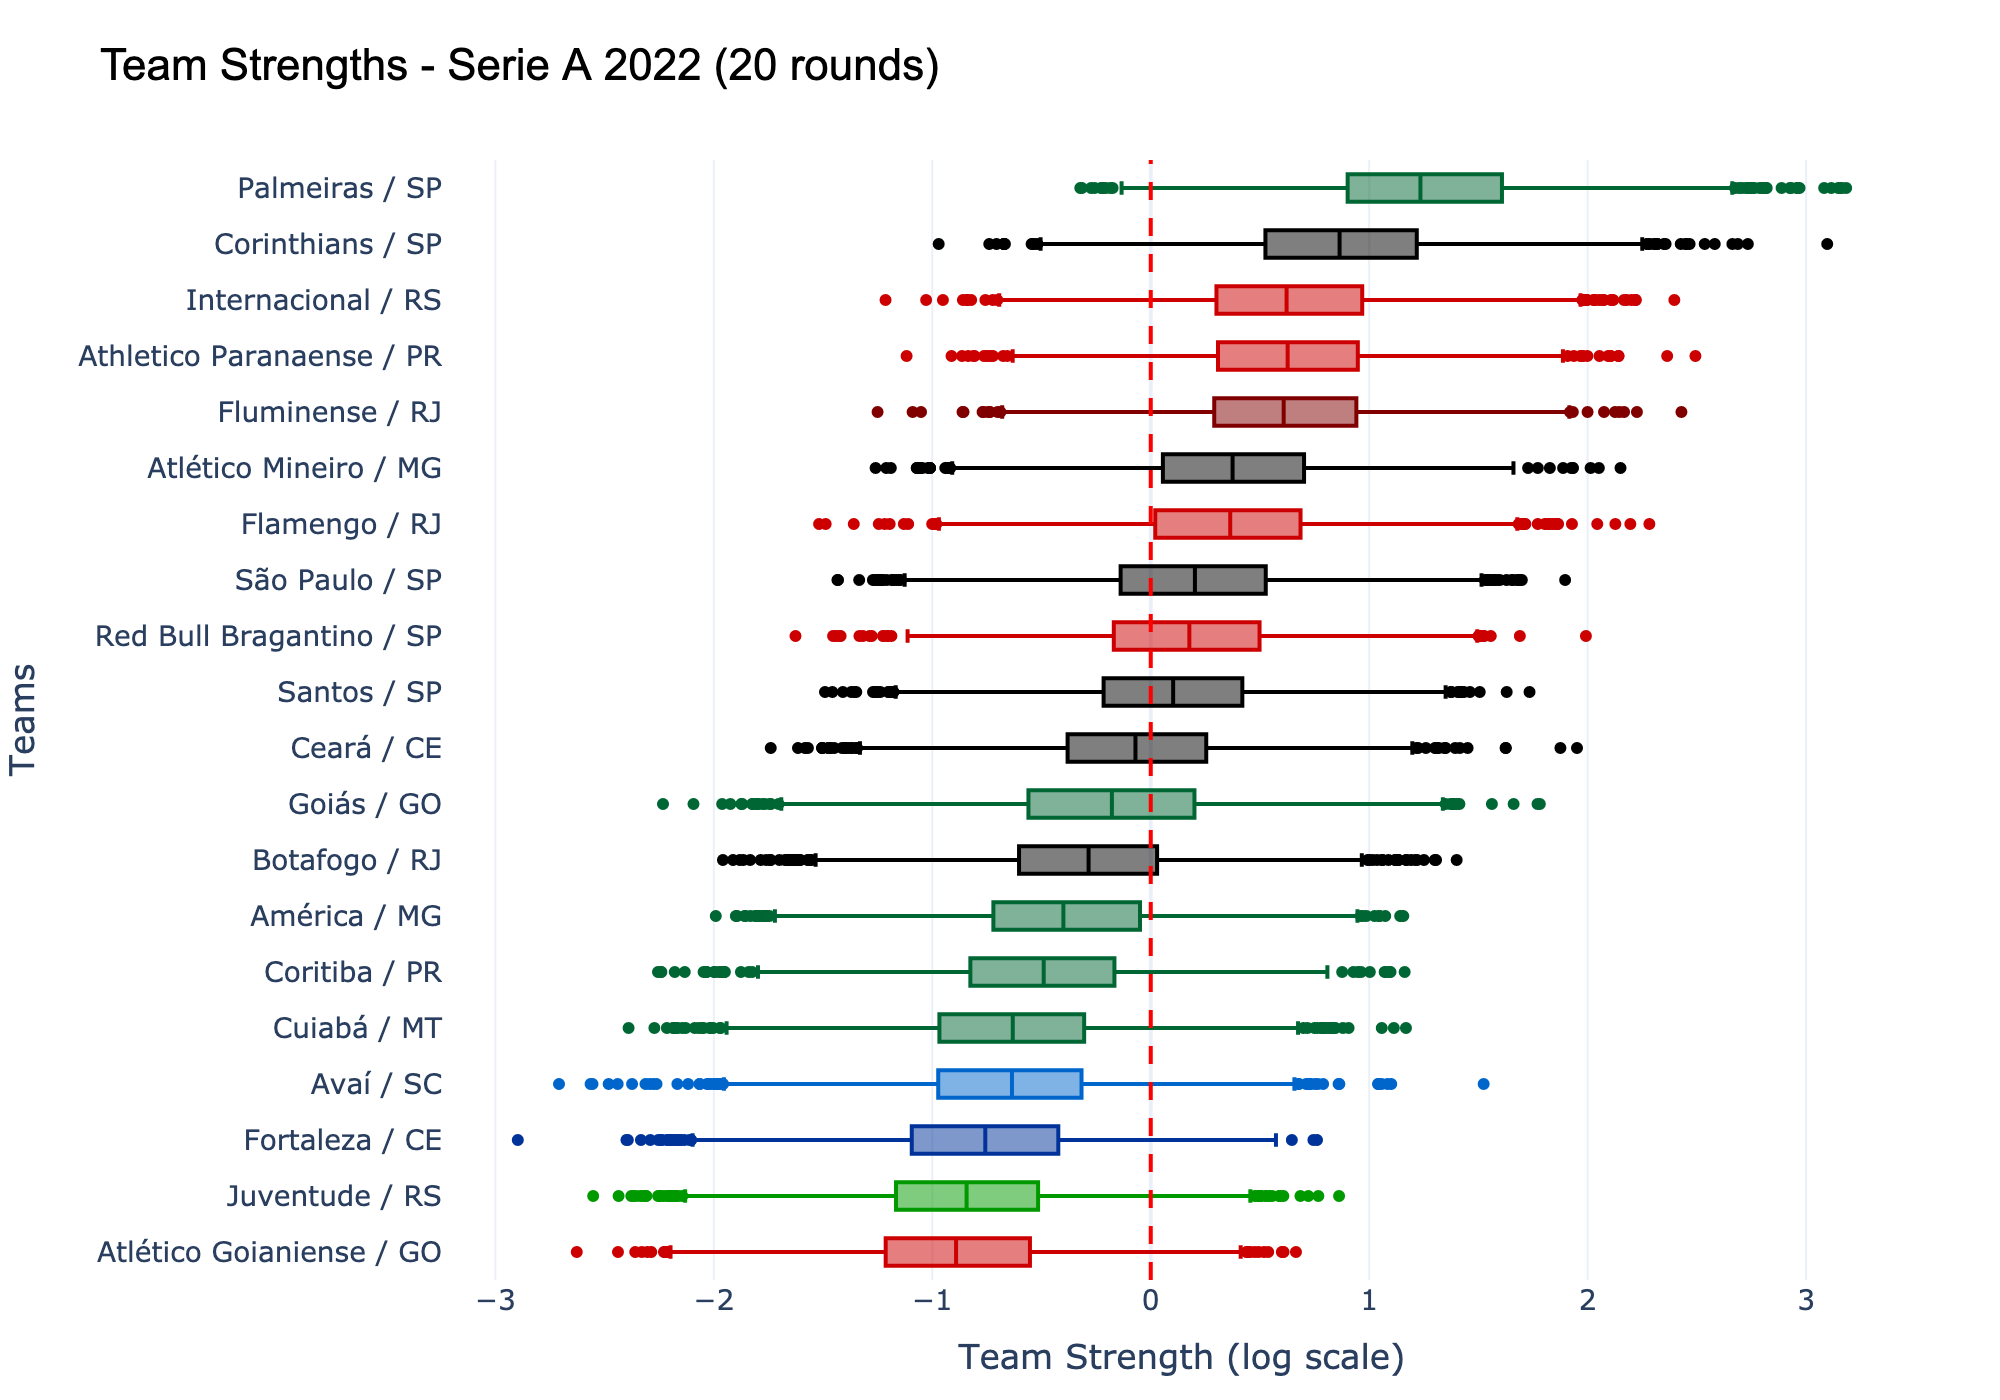 Team Strengths - Serie A 2022 (20 rounds)
Teams
Palmeiras / SP
Corinthians / SP
Internacional / RS
Athletico Paranaense / PR
Fluminense / RJ
Atlético Mineiro / MG
Flamengo / RJ
São Paulo / SP
Red Bull Bragantino / SP
Santos / SP
Ceará / CE
Goiás / GO
Botafogo / RJ
América / MG
Coritiba / PR
Cuiabá / MT
Avaí / SC
Fortaleza / CE
Juventude / RS
Atlético Goianiense / GO
−3 −2 −1 0 1 2 3
Team Strength (log scale)